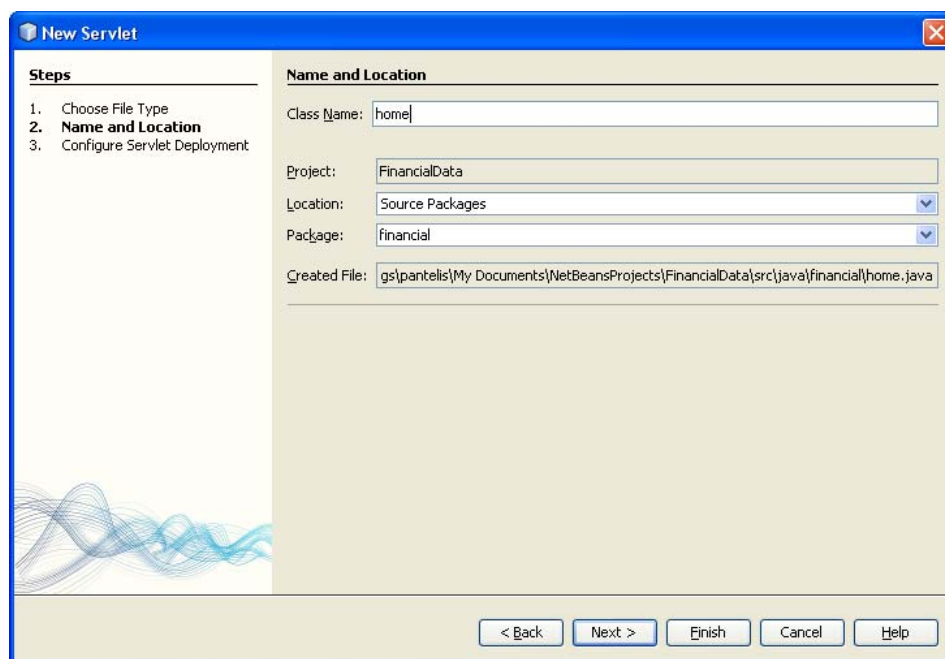 New Servlet
Steps
1. Choose File Type
2. Name and Location
3. Configure Servlet Deployment
Name and Location
Class Name: home
Project: FinancialData
Location: Source Packages
Package: financial
Created File: gs\pantelis\My Documents\NetBeansProjects\FinancialData\src\java\financial\home.java
< Back Next > Finish Cancel Help